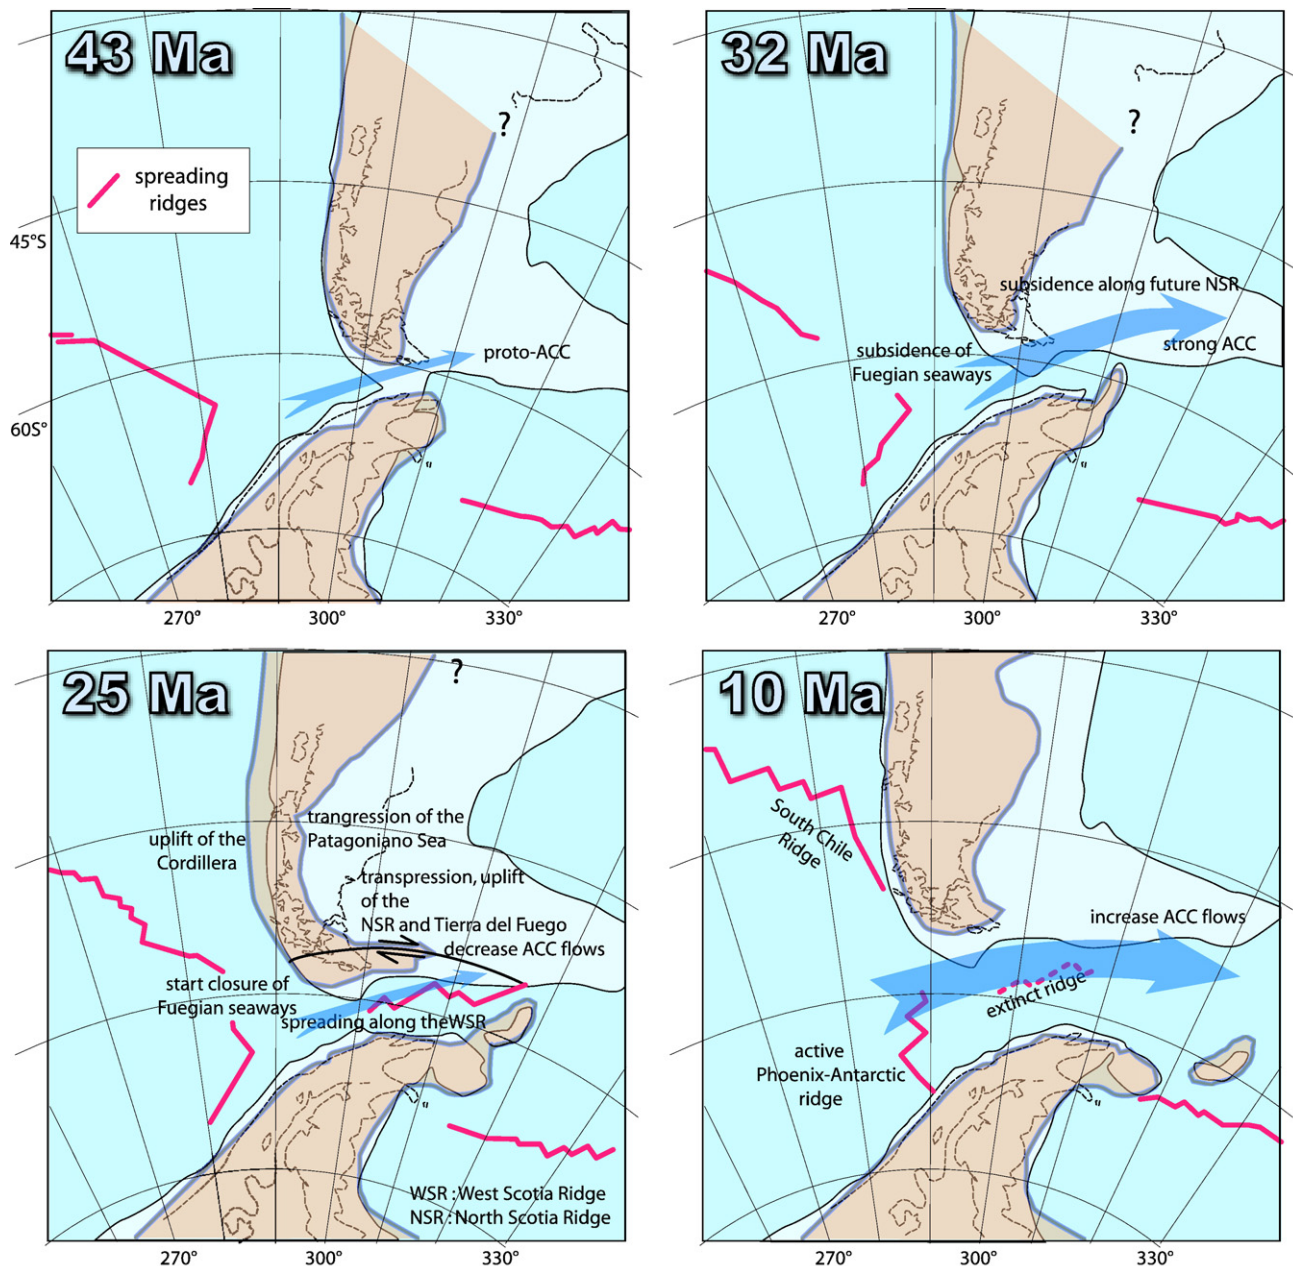 43 Ma
?
spreading
ridges
45°S
proto-ACC
60S°
270°
300°
330°
32 Ma
?
subsidence along future NSR
strong ACC
subsidence of
Fuegian seaways
270°
300°
330°
25 Ma
?
uplift of the
Cordillera
trangression of the
Patagoniano Sea
transpression, uplift
of the
NSR and Tierra del Fuego
decrease ACC flows
start closure of
Fuegian seaways
spreading along the WSR
WSR : West Scotia Ridge
NSR : North Scotia Ridge
270°
300°
330°
10 Ma
South Chile
Ridge
increase ACC flows
extinct ridge
active
Phoenix-Antarctic
ridge
270°
300°
330°